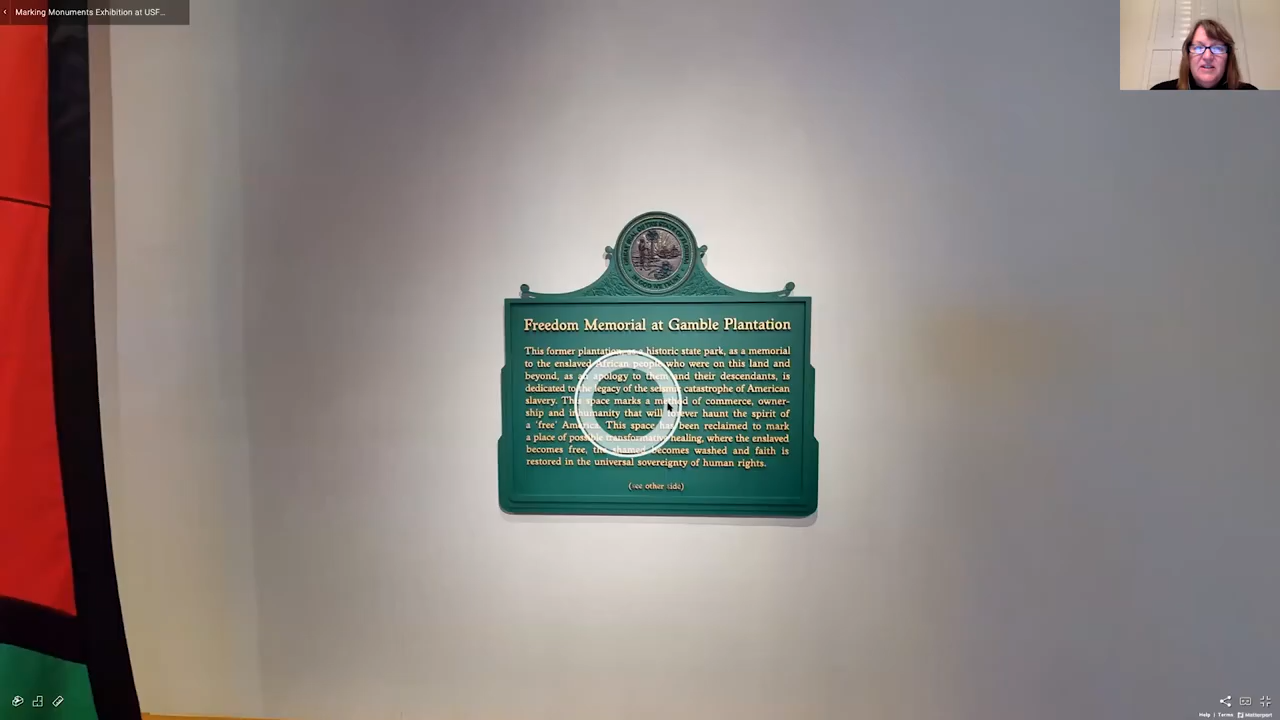 Marking Monuments Exhibition at USF...
Freedom Memorial at Gamble Plantation
This former plantation, as a historic state park, as a memorial
to the enslaved African people who were on this land and
beyond, as an apology to them and their descendants, is
dedicated to the legacy of the seismic catastrophe of American
slavery. This space marks a method of commerce, owner-
ship and inhumanity that will forever haunt the spirit of
a 'free' America. This space has been reclaimed to mark
a place of possible transformative healing, where the enslaved
becomes free, the shamed becomes washed and faith is
restored in the universal sovereignty of human rights.
(see other side)
Help | Terms Matterport